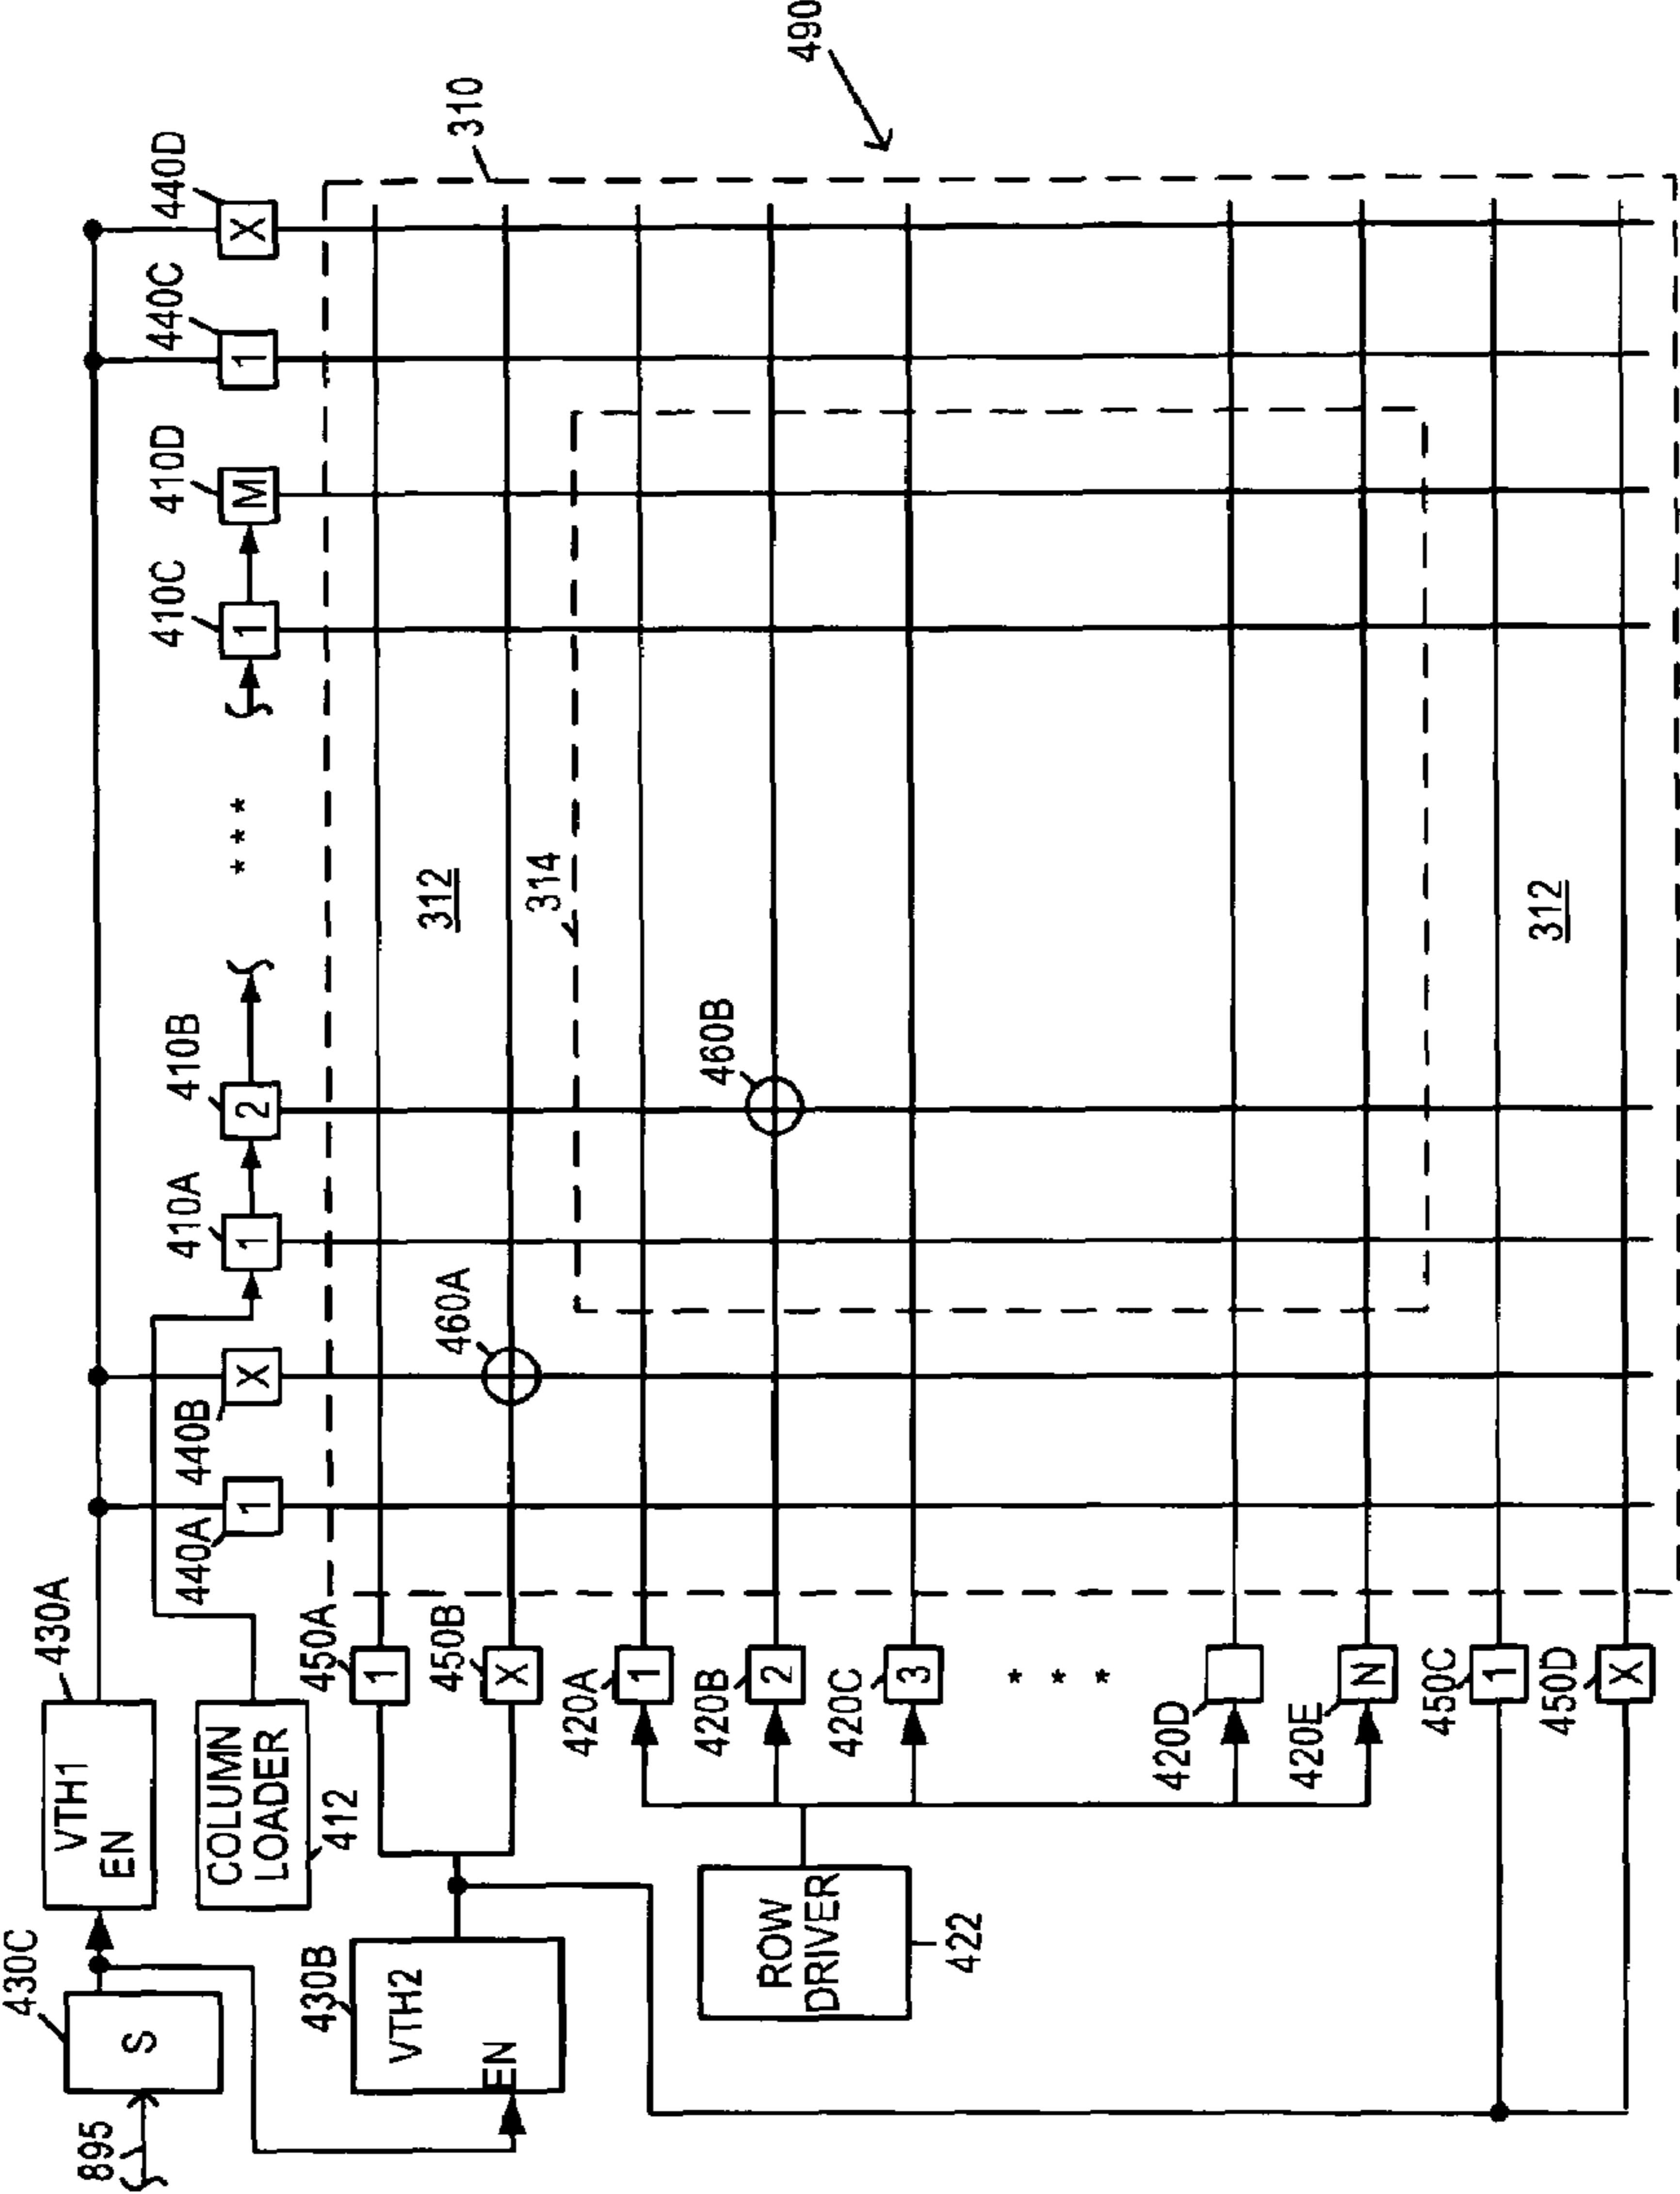 895
430C
S
VTH1
EN
430A
COLUMN
LOADER
412
430B
VTH2
EN
ROW
DRIVER
422
440A
1
440B
X
410A
1
410B
2
* * *
410C
1
410D
M
440C
1
440D
X
310
490
450A
1
450B
X
420A
1
420B
2
420C
3
* * *
420D
420E
N
450C
1
450D
X
460A
460B
312
314
312